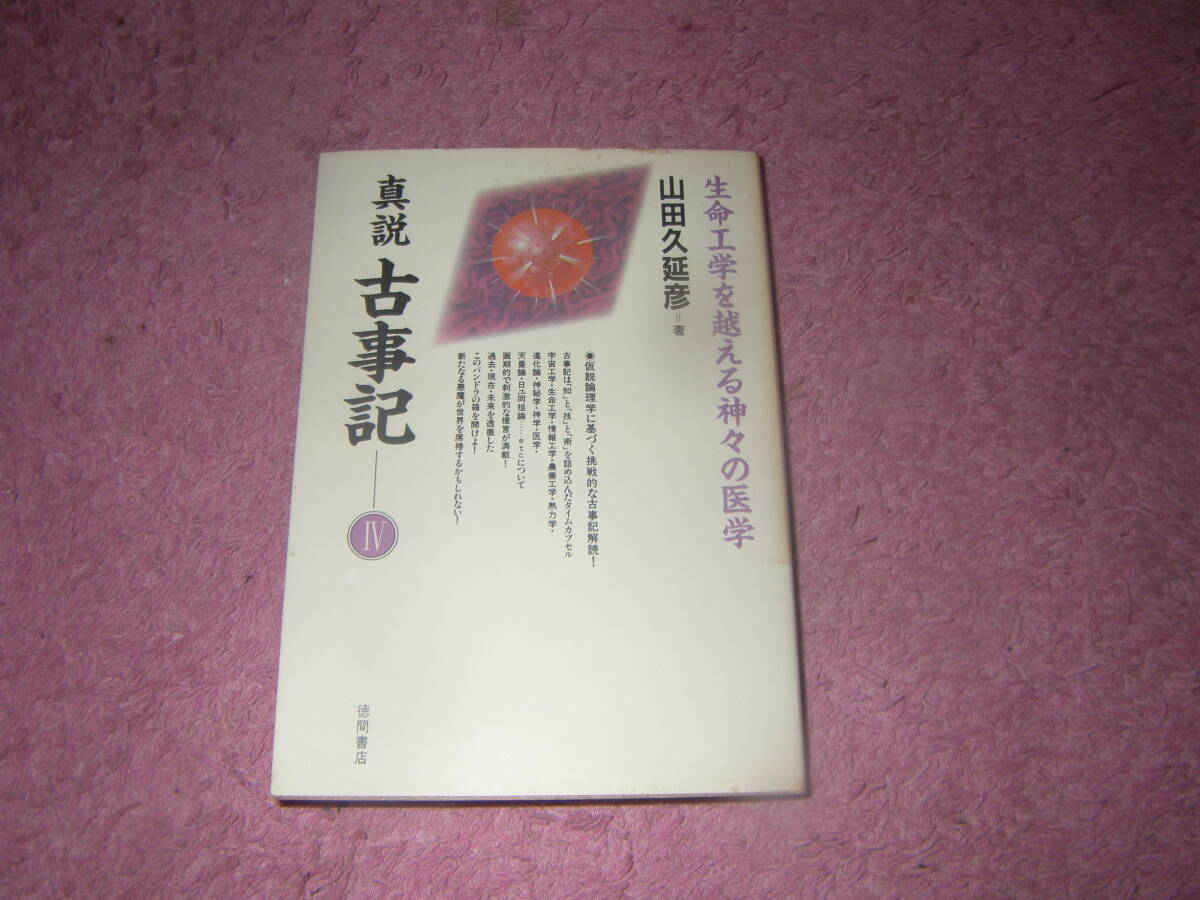 生命工学を越える神々の医学
山田久延彦＝著
◉仮説論理学に基づく挑戦的な古事記解読！
古事記は「知」と「技」と「術」を詰め込んだタイムカプセル
宇宙工学・生命工学・情報工学・農業工学・熱力学・
進化論・神秘学・神学・医学・
天皇論・日ユ同祖論……etcについて
画期的で刺激的な提言が満載！
過去・現在・未来を透徹した
このパンドラの箱を開けよ！
新たなる悪魔が世界を席捲するかもしれない！
真説 古事記―Ⅳ
徳間書店